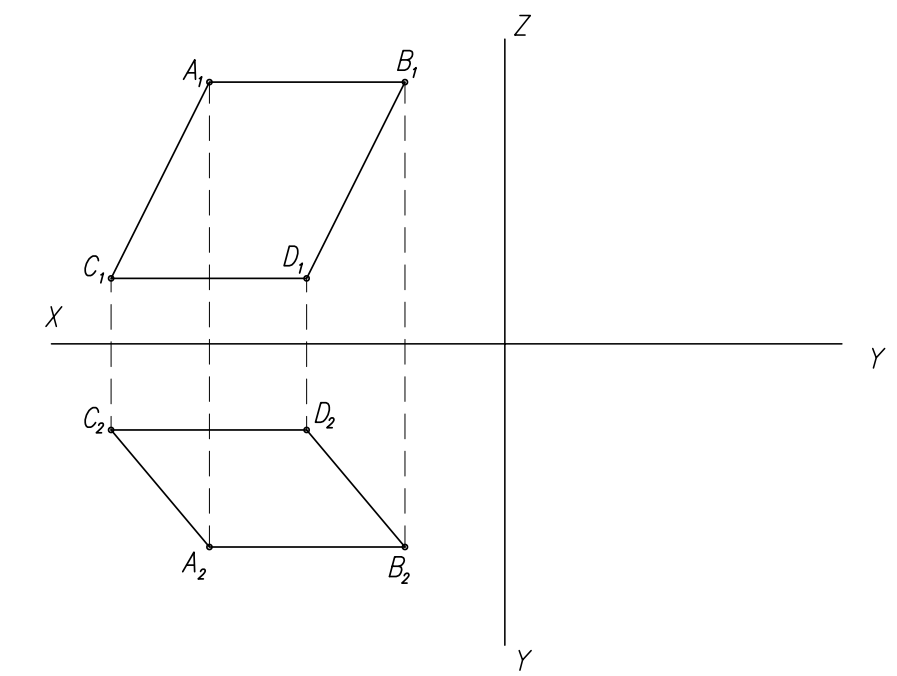 Z
A₁ B₁
C₁ D₁
X
Y
C₂ D₂
A₂ B₂
Y